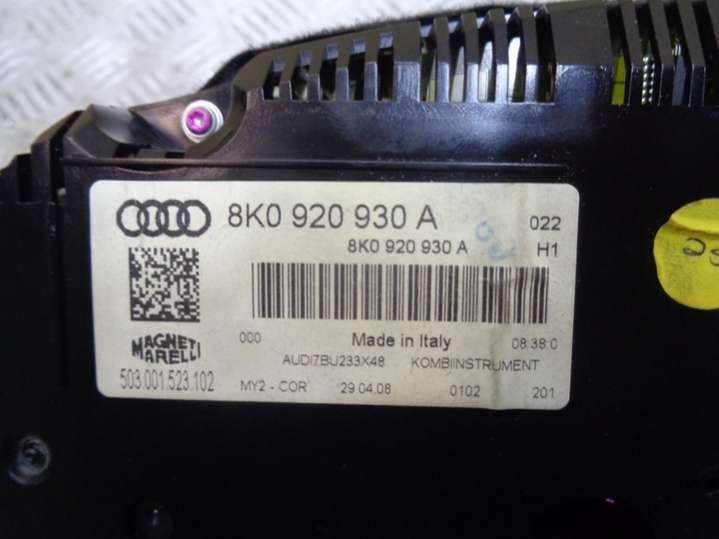 8K0 920 930 A 022
8K0 920 930 A H1
000 Made in Italy 08:38:0
MAGNETI
MARELLI
AUDI7BU233X48 KOMBIINSTRUMENT
503.001.523.102
MY2 - COR 29.04.08 0102 201